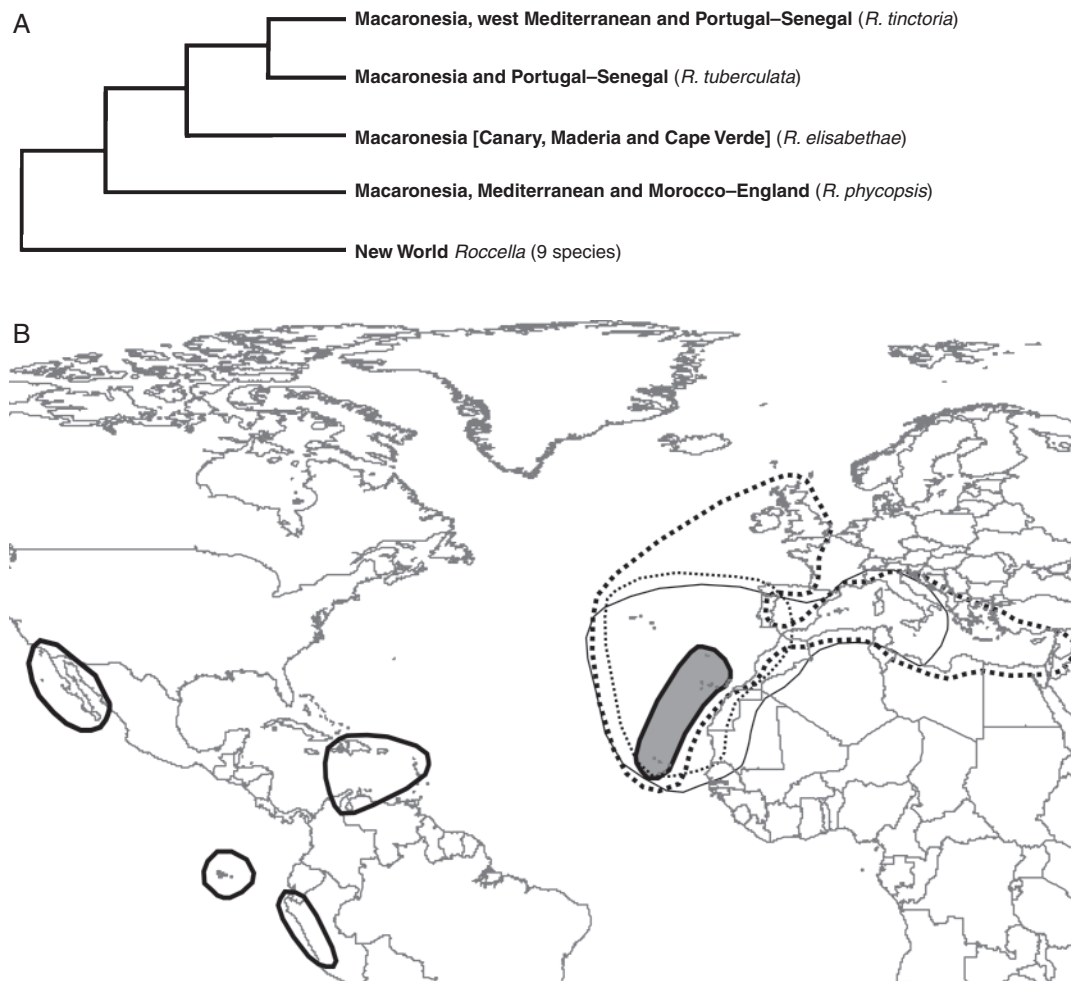 A
Macaronesia, west Mediterranean and Portugal–Senegal (R. tinctoria)
Macaronesia and Portugal–Senegal (R. tuberculata)
Macaronesia [Canary, Maderia and Cape Verde] (R. elisabethae)
Macaronesia, Mediterranean and Morocco–England (R. phycopsis)
New World Roccella (9 species)
B